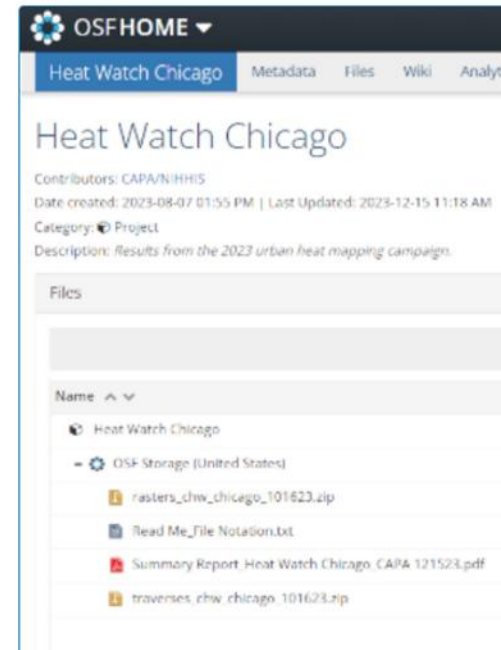 OSFHOME
Heat Watch Chicago Metadata Files Wiki Analyt
Heat Watch Chicago
Contributors: CAPA/NIHHIS
Date created: 2023-08-07 01:55 PM | Last Updated: 2023-12-15 11:18 AM
Category: Project
Description: Results from the 2023 urban heat mapping campaign.
Files
Name
Heat Watch Chicago
OSF Storage (United States)
rasters_chw_chicago_101623.zip
Read Me_File Notation.txt
Summary Report_Heat Watch Chicago_CAPA 121523.pdf
traverses_chw_chicago_101623.zip